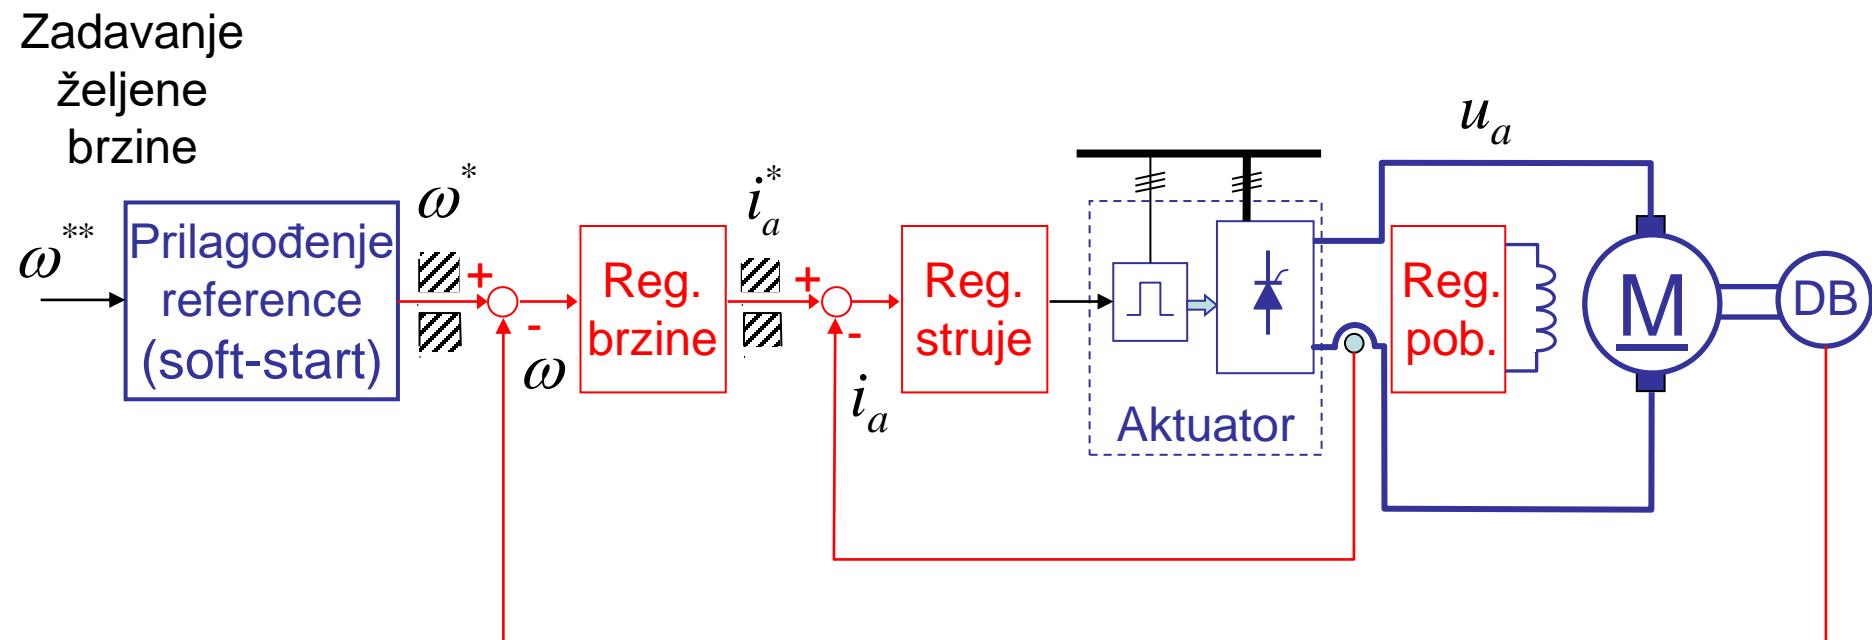 Zadavanje
željene
brzine
ω**
Prilagođenje
reference
(soft-start)
ω*
+
-
ω
Reg.
brzine
i*a
+
-
ia
Reg.
struje
Aktuator
ua
Reg.
pob.
M
DB